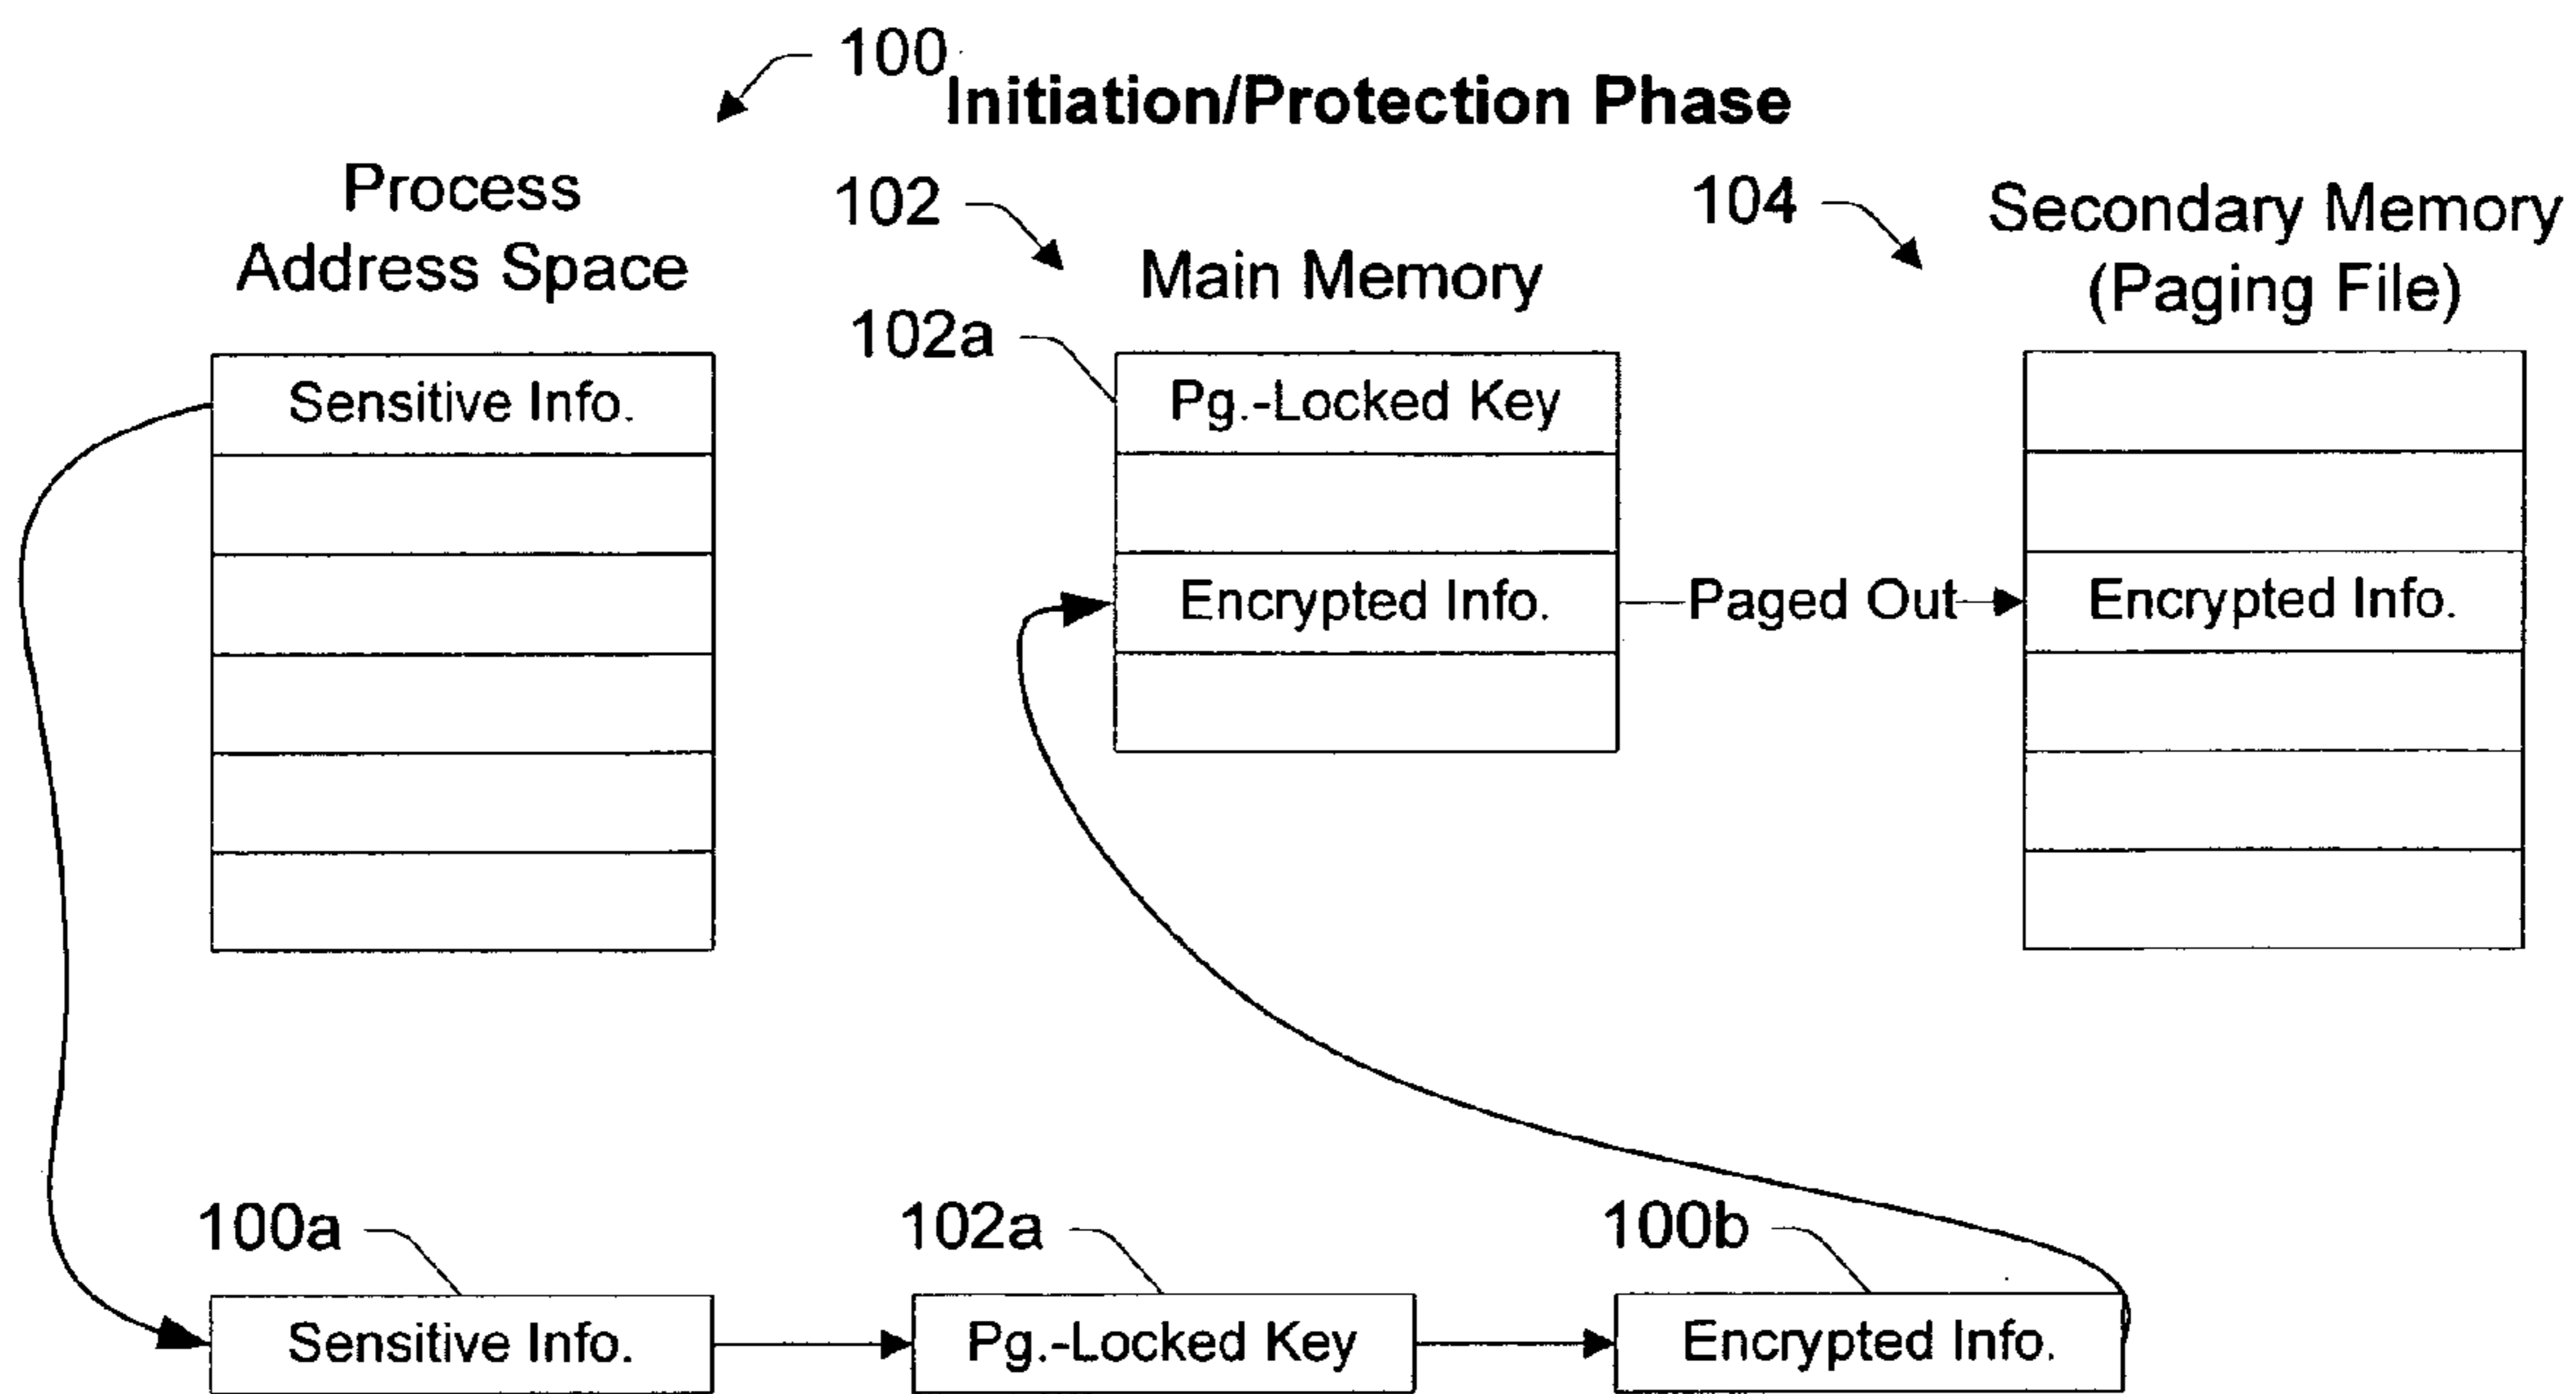 100
Initiation/Protection Phase
Process
Address Space
102
Main Memory
104
Secondary Memory
(Paging File)
102a
Sensitive Info.
Pg.-Locked Key
Encrypted Info.
Paged Out
Encrypted Info.
100a
102a
100b
Sensitive Info.
Pg.-Locked Key
Encrypted Info.